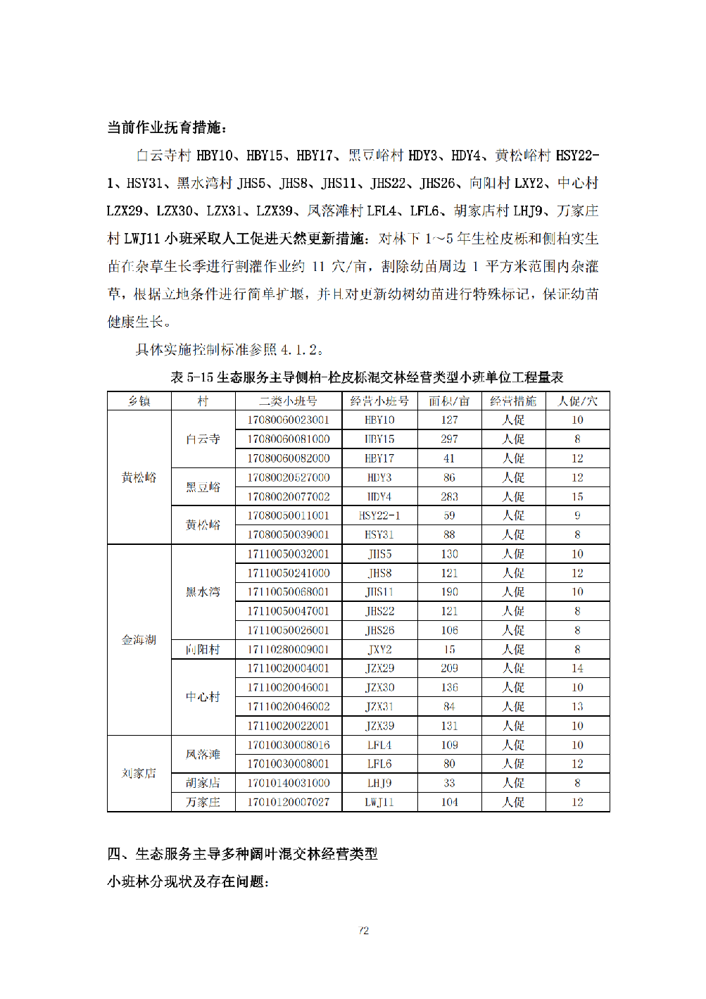 当前作业抚育措施：
白云寺村 HBY10、HBY15、HBY17、黑豆峪村 HDY3、HDY4、黄松峪村 HSY22-
1、HSY31、黑水湾村 JHS5、JHS8、JHS11、JHS22、JHS26、向阳村 LXY2、中心村
LZX29、LZX30、LZX31、LZX39、凤落滩村 LFL4、LFL6、胡家店村 LHJ9、万家庄
村 LWJ11 小班采取人工促进天然更新措施：对林下 1～5 年生栓皮栎和侧柏实生
苗在杂草生长季进行割灌作业约 11 穴/亩，割除幼苗周边 1 平方米范围内杂灌
草，根据立地条件进行简单扩堰，并且对更新幼树幼苗进行特殊标记，保证幼苗
健康生长。
具体实施控制标准参照 4.1.2。
表 5-15 生态服务主导侧柏-栓皮栎混交林经营类型小班单位工程量表
乡镇 村 二类小班号 经营小班号 面积/亩 经营措施 人促/穴
黄松峪 白云寺 17080060023001 HBY10 127 人促 10
17080060081000 HBY15 297 人促 8
17080060082000 HBY17 41 人促 12
黑豆峪 17080020527000 HDY3 86 人促 12
17080020077002 HDY4 283 人促 15
黄松峪 17080050011001 HSY22-1 59 人促 9
17080050039001 HSY31 88 人促 8
金海湖 黑水湾 17110050032001 JHS5 130 人促 10
17110050241000 JHS8 121 人促 12
17110050068001 JHS11 190 人促 10
17110050047001 JHS22 121 人促 8
17110050026001 JHS26 106 人促 8
向阳村 17110280009001 JXY2 15 人促 8
中心村 17110020004001 JZX29 209 人促 14
17110020046001 JZX30 136 人促 10
17110020046002 JZX31 84 人促 13
17110020022001 JZX39 131 人促 10
刘家店 凤落滩 17010030008016 LFL4 109 人促 10
17010030008001 LFL6 80 人促 12
胡家店 17010140031000 LHJ9 33 人促 8
万家庄 17010120007027 LWJ11 104 人促 12
四、生态服务主导多种阔叶混交林经营类型
小班林分现状及存在问题：
72